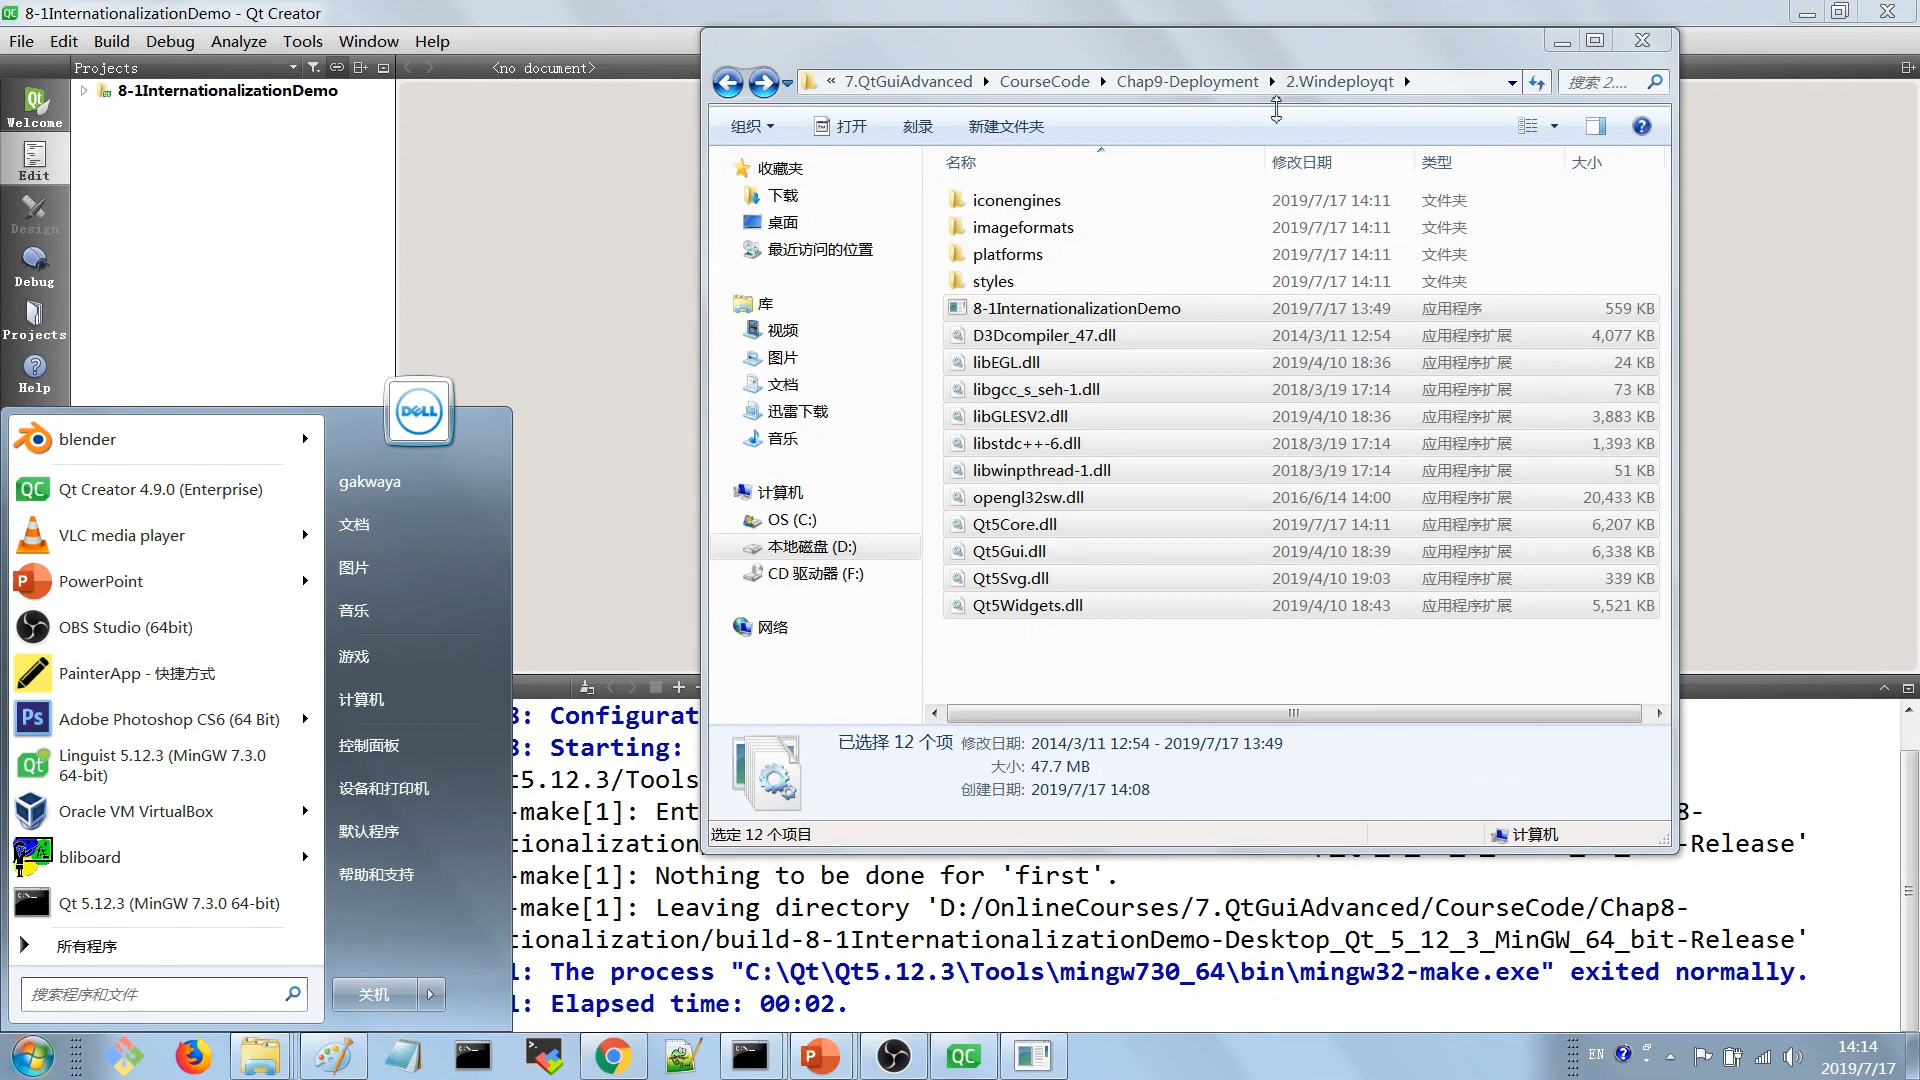 8-1InternationalizationDemo - Qt Creator
File Edit Build Debug Analyze Tools Window Help
Projects
<no document>
8-1InternationalizationDemo
Welcome
Edit
Design
Debug
Projects
Help
« 7.QtGuiAdvanced CourseCode Chap9-Deployment 2.Windeployqt
搜索 2....
组织 打开 刻录 新建文件夹
收藏夹
下载
桌面
最近访问的位置
库
视频
图片
文档
迅雷下载
音乐
计算机
OS (C:)
本地磁盘 (D:)
CD 驱动器 (F:)
网络
名称 修改日期 类型 大小
iconengines 2019/7/17 14:11 文件夹
imageformats 2019/7/17 14:11 文件夹
platforms 2019/7/17 14:11 文件夹
styles 2019/7/17 14:11 文件夹
8-1InternationalizationDemo 2019/7/17 13:49 应用程序 559 KB
D3Dcompiler_47.dll 2014/3/11 12:54 应用程序扩展 4,077 KB
libEGL.dll 2019/4/10 18:36 应用程序扩展 24 KB
libgcc_s_seh-1.dll 2018/3/19 17:14 应用程序扩展 73 KB
libGLESV2.dll 2019/4/10 18:36 应用程序扩展 3,883 KB
libstdc++-6.dll 2018/3/19 17:14 应用程序扩展 1,393 KB
libwinpthread-1.dll 2018/3/19 17:14 应用程序扩展 51 KB
opengl32sw.dll 2016/6/14 14:00 应用程序扩展 20,433 KB
Qt5Core.dll 2019/7/17 14:11 应用程序扩展 6,207 KB
Qt5Gui.dll 2019/4/10 18:39 应用程序扩展 6,338 KB
Qt5Svg.dll 2019/4/10 19:03 应用程序扩展 339 KB
Qt5Widgets.dll 2019/4/10 18:43 应用程序扩展 5,521 KB
已选择 12 个项 修改日期: 2014/3/11 12:54 - 2019/7/17 13:49
大小: 47.7 MB
创建日期: 2019/7/17 14:08
选定 12 个项目
计算机
DELL
blender
Qt Creator 4.9.0 (Enterprise)
VLC media player
PowerPoint
OBS Studio (64bit)
PainterApp - 快捷方式
Adobe Photoshop CS6 (64 Bit)
Linguist 5.12.3 (MinGW 7.3.0
64-bit)
Oracle VM VirtualBox
bliboard
Qt 5.12.3 (MinGW 7.3.0 64-bit)
所有程序
搜索程序和文件
gakwaya
文档
图片
音乐
游戏
计算机
控制面板
设备和打印机
默认程序
帮助和支持
关机
8: Configurat
8: Starting:
t5.12.3/Tools
-make[1]: Ent 8-
tionalization -Release'
-make[1]: Nothing to be done for 'first'.
-make[1]: Leaving directory 'D:/OnlineCourses/7.QtGuiAdvanced/CourseCode/Chap8-
tionalization/build-8-1InternationalizationDemo-Desktop_Qt_5_12_3_MinGW_64_bit-Release'
1: The process "C:\Qt\Qt5.12.3\Tools\mingw730_64\bin\mingw32-make.exe" exited normally.
1: Elapsed time: 00:02.
EN
14:14
2019/7/17